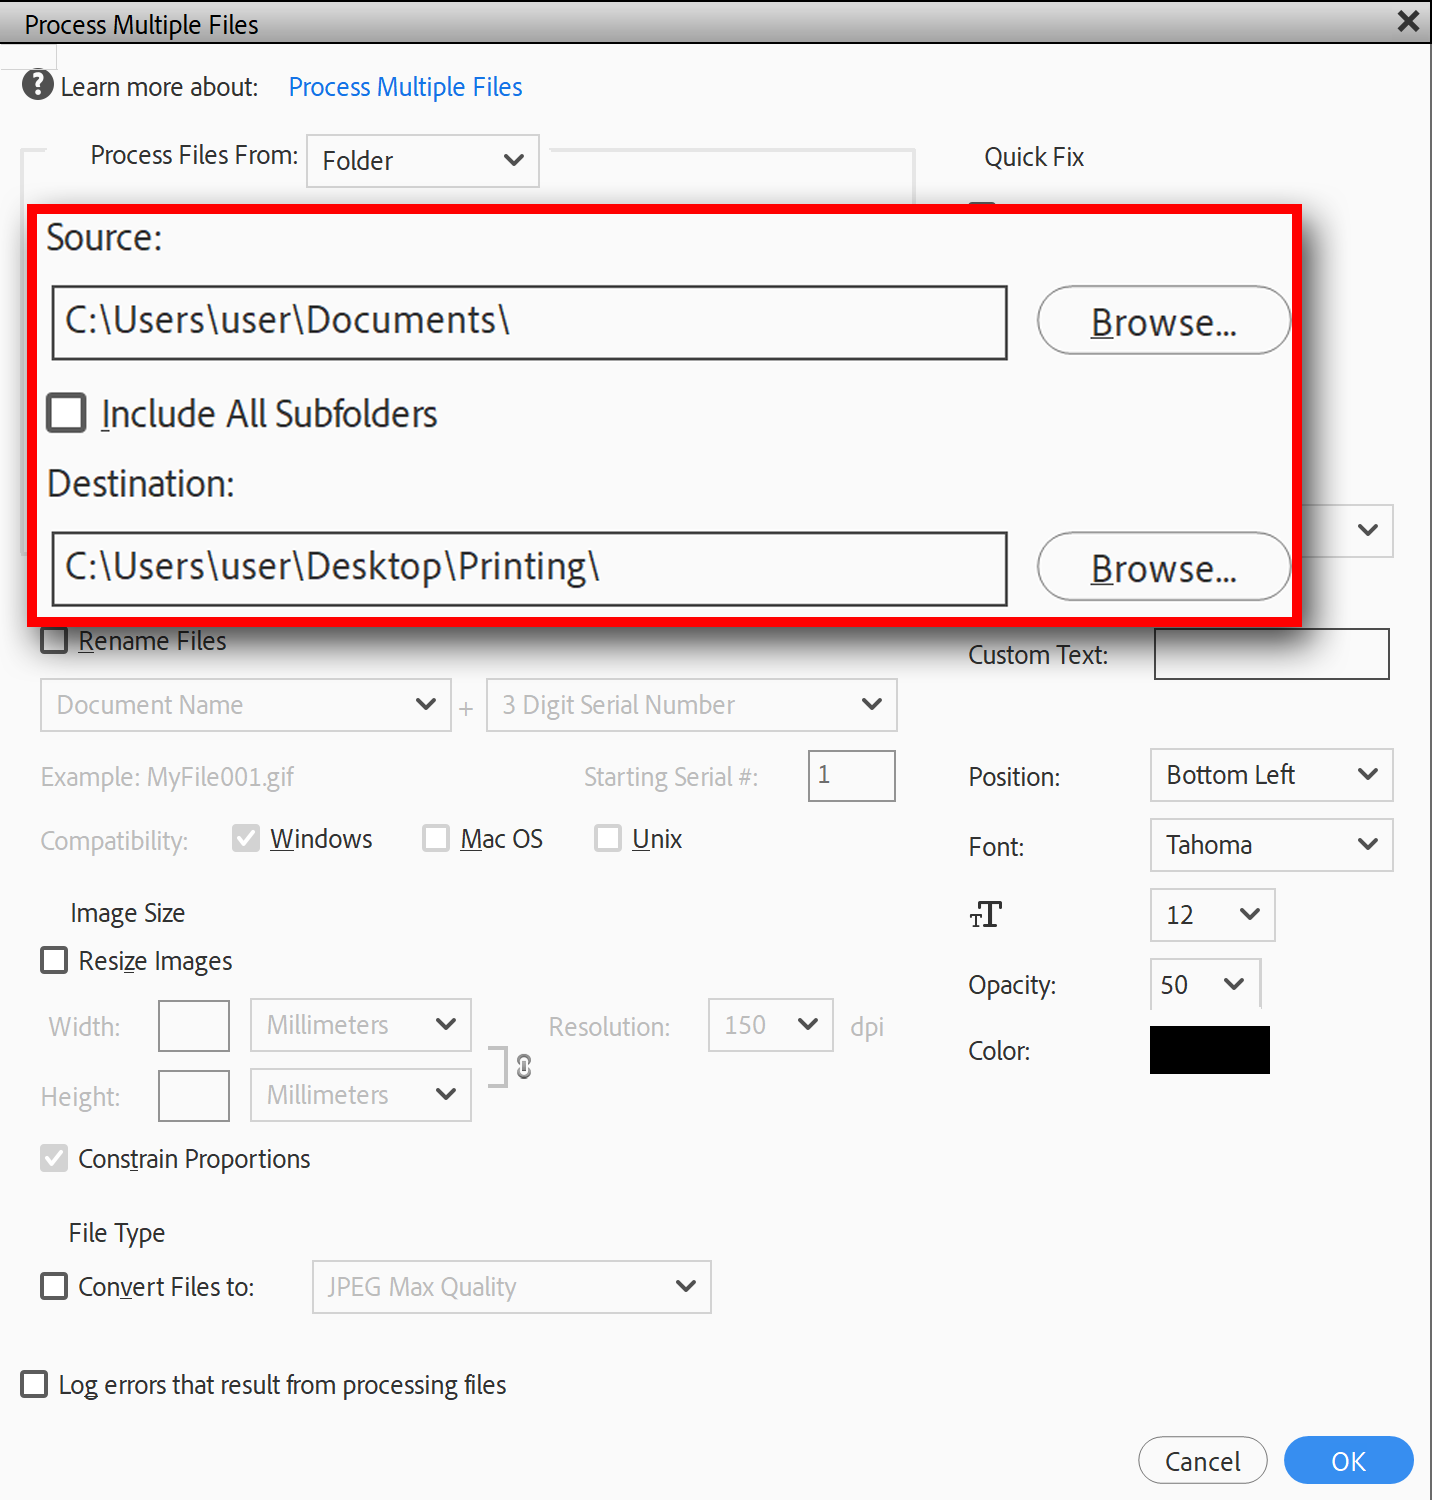 Process Multiple Files
Learn more about: Process Multiple Files
Process Files From: Folder
Quick Fix
Source:
C:\Users\user\Documents\ Browse...
Include All Subfolders
Destination:
C:\Users\user\Desktop\Printing\ Browse...
Rename Files
Custom Text:
Document Name + 3 Digit Serial Number
Example: MyFile001.gif Starting Serial #: 1
Position: Bottom Left
Compatibility: Windows Mac OS Unix
Font: Tahoma
Image Size
TT 12
Resize Images
Opacity: 50
Width: Millimeters Resolution: 150 dpi
Color:
Height: Millimeters
Constrain Proportions
File Type
Convert Files to: JPEG Max Quality
Log errors that result from processing files
Cancel OK